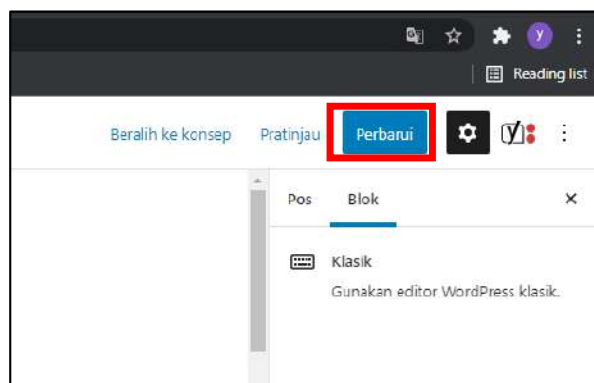 y
Reading list
Beralih ke konsep Pratinjau Perbarui
Pos Blok
Klasik
Gunakan editor WordPress klasik.